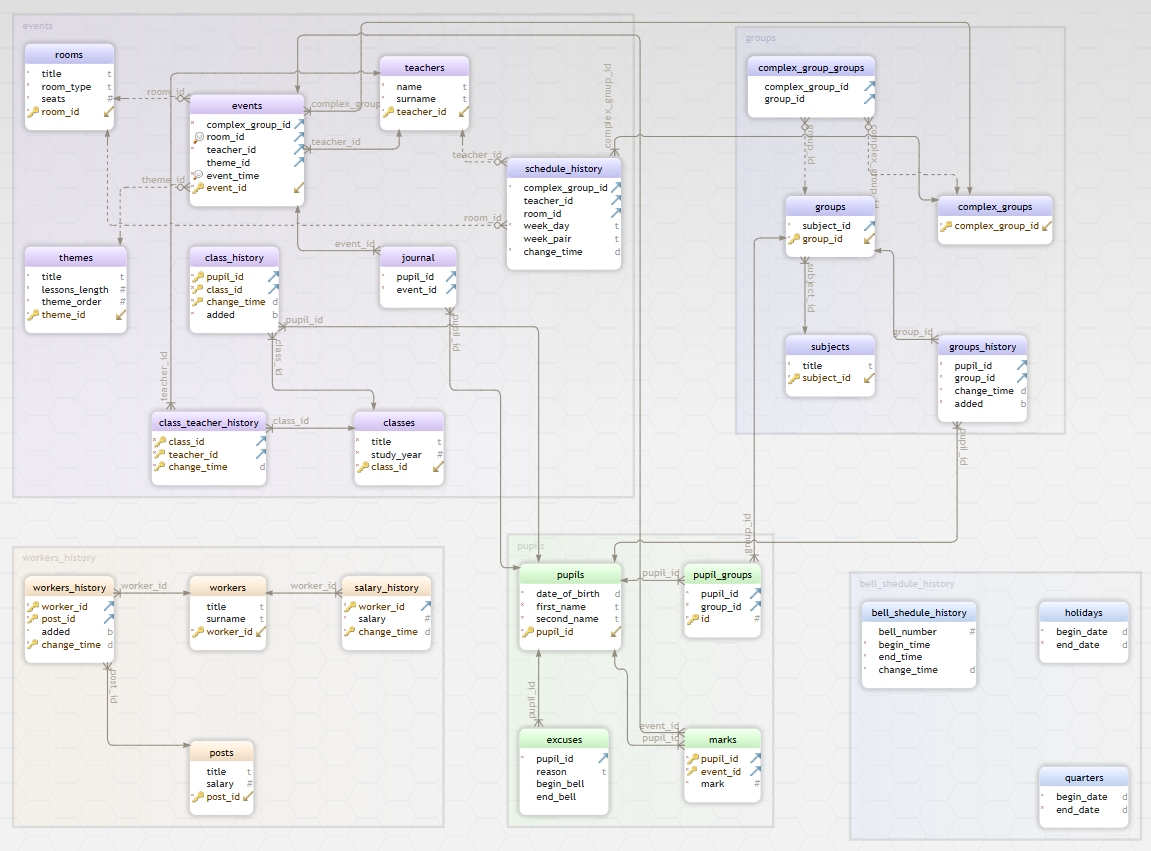 events
rooms
title t
room_type t
seats #
room_id
room_id
events
complex_group_id
room_id
teacher_id
theme_id
event_time
event_id
complex_group
teacher_id
theme_id
teachers
name t
surname t
teacher_id
teacher_id
room_id
complex_group_id
schedule_history
complex_group_id
teacher_id
room_id
week_day t
week_pair t
change_time d
themes
title t
lessons_length #
theme_order #
theme_id
class_history
pupil_id
class_id
change_time d
added b
pupil_id
class_id
event_id
journal
pupil_id
event_id
pupil_id
teacher_id
class_teacher_history
class_id
teacher_id
change_time d
class_id
classes
title t
study_year #
class_id
groups
complex_group_groups
complex_group_id
group_id
group_id
complex_group_id
groups
subject_id
group_id
complex_groups
complex_group_id
subject_id
subjects
title t
subject_id
group_id
groups_history
pupil_id
group_id
change_time d
added b
pupil_id
workers_history
workers_history
worker_id
post_id
added b
change_time d
worker_id
workers
title t
surname t
worker_id
worker_id
salary_history
worker_id
salary #
change_time d
post_id
posts
title t
salary #
post_id
pupils
pupils
date_of_birth d
first_name t
second_name t
pupil_id
pupil_id
group_id
pupil_groups
pupil_id
group_id
id #
pupil_id
excuses
pupil_id
reason t
begin_bell
end_bell
event_id
pupil_id
marks
pupil_id
event_id
mark #
bell_shedule_history
bell_shedule_history
bell_number #
begin_time
end_time
change_time d
holidays
begin_date d
end_date d
quarters
begin_date d
end_date d